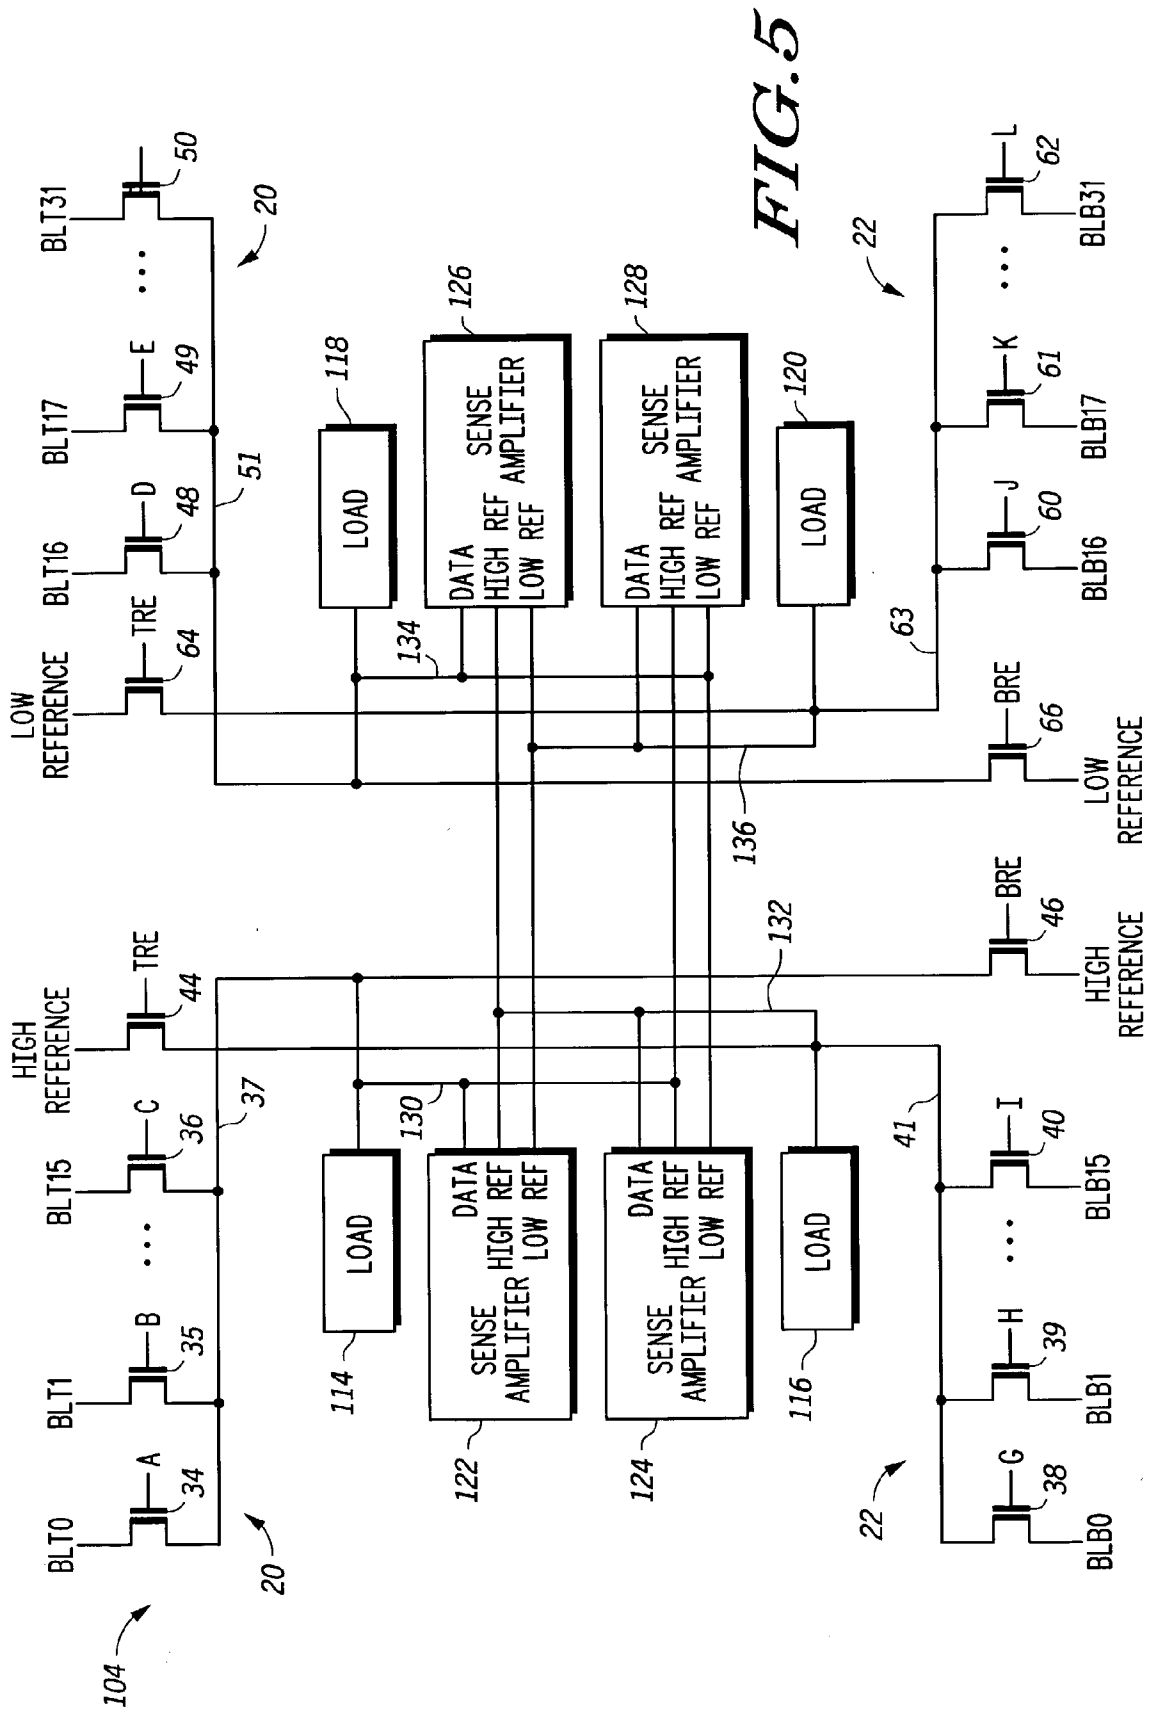 104
BLT0
A
34
BLT1
B
35
...
BLT15
C
36
HIGH
REFERENCE
TRE
44
LOW
REFERENCE
TRE
64
BLT16
D
48
BLT17
E
49
...
BLT31
50
20
37
51
20
114
LOAD
130
134
LOAD
118
122
SENSE
AMPLIFIER
DATA
HIGH REF
LOW REF
DATA
HIGH REF
LOW REF
SENSE
AMPLIFIER
126
124
SENSE
AMPLIFIER
DATA
HIGH REF
LOW REF
DATA
HIGH REF
LOW REF
SENSE
AMPLIFIER
128
116
LOAD
132
136
LOAD
120
22
41
63
22
G
38
BLB0
H
39
BLB1
...
I
40
BLB15
BRE
46
HIGH
REFERENCE
BRE
66
LOW
REFERENCE
J
60
BLB16
K
61
BLB17
...
L
62
BLB31
FIG.5